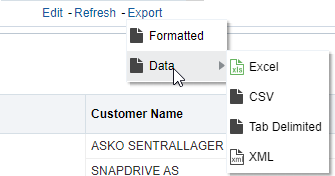 Edit - Refresh - Export
Formatted
Data
Excel
CSV
Tab Delimited
XML
Customer Name
ASKO SENTRALLAGER
SNAPDRIVE AS